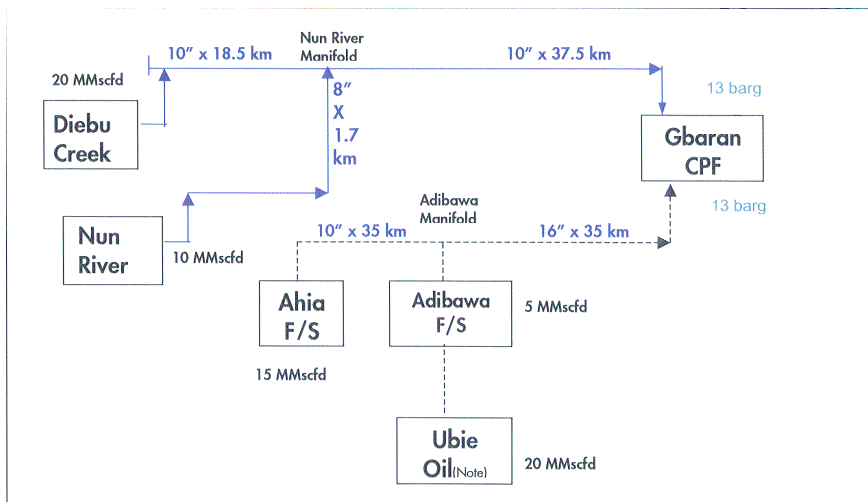 Nun River
Manifold
10” x 18.5 km
10” x 37.5 km
20 MMscfd
8”
X
1.7
km
13 barg
Diebu
Creek
Gbaran
CPF
Adibawa
Manifold
13 barg
Nun
River
10 MMscfd
10” x 35 km
16” x 35 km
Ahia
F/S
Adibawa
F/S
5 MMscfd
15 MMscfd
Ubie
Oil(Note)
20 MMscfd